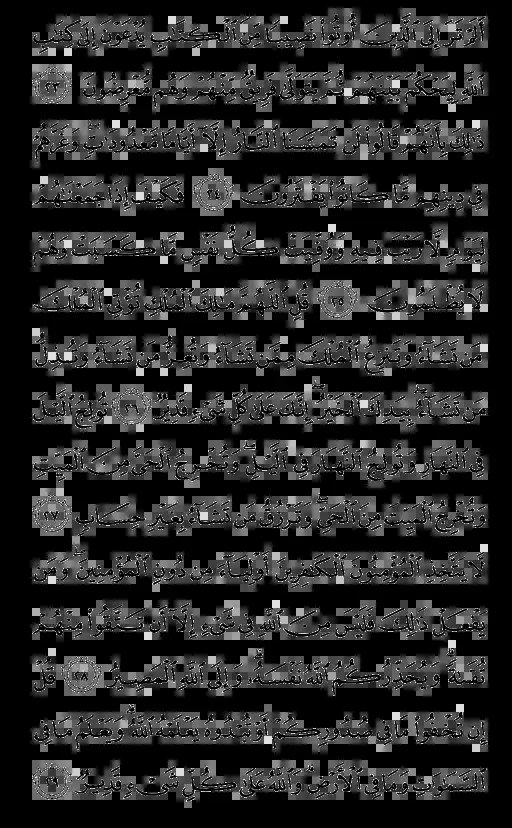 أَلَمْ تَرَ إِلَى ٱلَّذِينَ أُوتُوا۟ نَصِيبًا مِّنَ ٱلْكِتَـٰبِ يُدْعَوْنَ إِلَىٰ كِتَـٰبِ
ٱللَّهِ لِيَحْكُمَ بَيْنَهُمْ ثُمَّ يَتَوَلَّىٰ فَرِيقٌ مِّنْهُمْ وَهُم مُّعْرِضُونَ ٢٣
ذَٰلِكَ بِأَنَّهُمْ قَالُوا۟ لَن تَمَسَّنَا ٱلنَّارُ إِلَّآ أَيَّامًا مَّعْدُودَٰتٍ وَغَرَّهُمْ
فِى دِينِهِم مَّا كَانُوا۟ يَفْتَرُونَ ٢٤ فَكَيْفَ إِذَا جَمَعْنَـٰهُمْ
لِيَوْمٍ لَّا رَيْبَ فِيهِ وَوُفِّيَتْ كُلُّ نَفْسٍ مَّا كَسَبَتْ وَهُمْ
لَا يُظْلَمُونَ ٢٥ قُلِ ٱللَّهُمَّ مَـٰلِكَ ٱلْمُلْكِ تُؤْتِى ٱلْمُلْكَ
مَن تَشَآءُ وَتَنزِعُ ٱلْمُلْكَ مِمَّن تَشَآءُ وَتُعِزُّ مَن تَشَآءُ وَتُذِلُّ
مَن تَشَآءُ ۖ بِيَدِكَ ٱلْخَيْرُ ۖ إِنَّكَ عَلَىٰ كُلِّ شَىْءٍ قَدِيرٌ ٢٦ تُولِجُ ٱلَّيْلَ
فِى ٱلنَّهَارِ وَتُولِجُ ٱلنَّهَارَ فِى ٱلَّيْلِ ۖ وَتُخْرِجُ ٱلْحَىَّ مِنَ ٱلْمَيِّتِ
وَتُخْرِجُ ٱلْمَيِّتَ مِنَ ٱلْحَىِّ ۖ وَتَرْزُقُ مَن تَشَآءُ بِغَيْرِ حِسَابٍ ٢٧
لَّا يَتَّخِذِ ٱلْمُؤْمِنُونَ ٱلْكَـٰفِرِينَ أَوْلِيَآءَ مِن دُونِ ٱلْمُؤْمِنِينَ ۖ وَمَن
يَفْعَلْ ذَٰلِكَ فَلَيْسَ مِنَ ٱللَّهِ فِى شَىْءٍ إِلَّآ أَن تَتَّقُوا۟ مِنْهُمْ
تُقَىٰةً ۗ وَيُحَذِّرُكُمُ ٱللَّهُ نَفْسَهُۥ ۗ وَإِلَى ٱللَّهِ ٱلْمَصِيرُ ٢٨ قُلْ
إِن تُخْفُوا۟ مَا فِى صُدُورِكُمْ أَوْ تُبْدُوهُ يَعْلَمْهُ ٱللَّهُ ۗ وَيَعْلَمُ مَا فِى
ٱلسَّمَـٰوَٰتِ وَمَا فِى ٱلْأَرْضِ ۗ وَٱللَّهُ عَلَىٰ كُلِّ شَىْءٍ قَدِيرٌ ٢٩